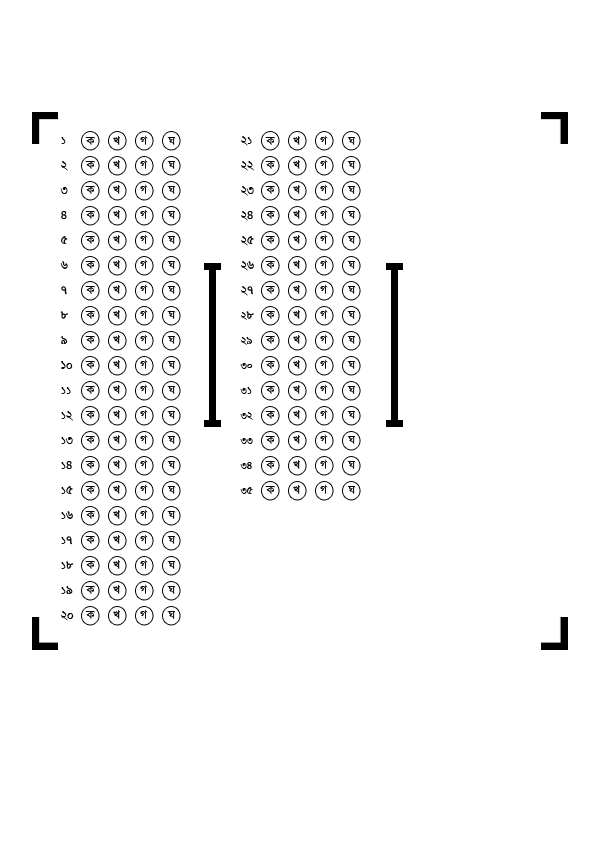 ১ ক খ গ ঘ
২ ক খ গ ঘ
৩ ক খ গ ঘ
৪ ক খ গ ঘ
৫ ক খ গ ঘ
৬ ক খ গ ঘ
৭ ক খ গ ঘ
৮ ক খ গ ঘ
৯ ক খ গ ঘ
১০ ক খ গ ঘ
১১ ক খ গ ঘ
১২ ক খ গ ঘ
১৩ ক খ গ ঘ
১৪ ক খ গ ঘ
১৫ ক খ গ ঘ
১৬ ক খ গ ঘ
১৭ ক খ গ ঘ
১৮ ক খ গ ঘ
১৯ ক খ গ ঘ
২০ ক খ গ ঘ
২১ ক খ গ ঘ
২২ ক খ গ ঘ
২৩ ক খ গ ঘ
২৪ ক খ গ ঘ
২৫ ক খ গ ঘ
২৬ ক খ গ ঘ
২৭ ক খ গ ঘ
২৮ ক খ গ ঘ
২৯ ক খ গ ঘ
৩০ ক খ গ ঘ
৩১ ক খ গ ঘ
৩২ ক খ গ ঘ
৩৩ ক খ গ ঘ
৩৪ ক খ গ ঘ
৩৫ ক খ গ ঘ